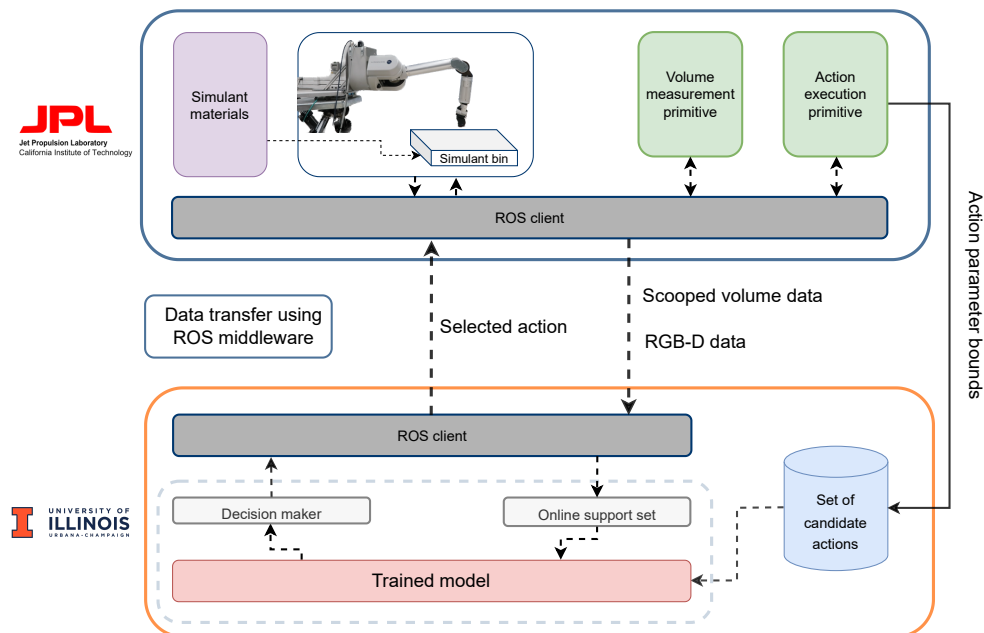 JPL
Jet Propulsion Laboratory
California Institute of Technology
Simulant
materials
Simulant bin
Volume
measurement
primitive
Action
execution
primitive
ROS client
Action parameter bounds
Data transfer using
ROS middleware
Selected action
Scooped volume data
RGB-D data
ROS client
UNIVERSITY OF
ILLINOIS
URBANA-CHAMPAIGN
Decision maker
Online support set
Trained model
Set of
candidate
actions